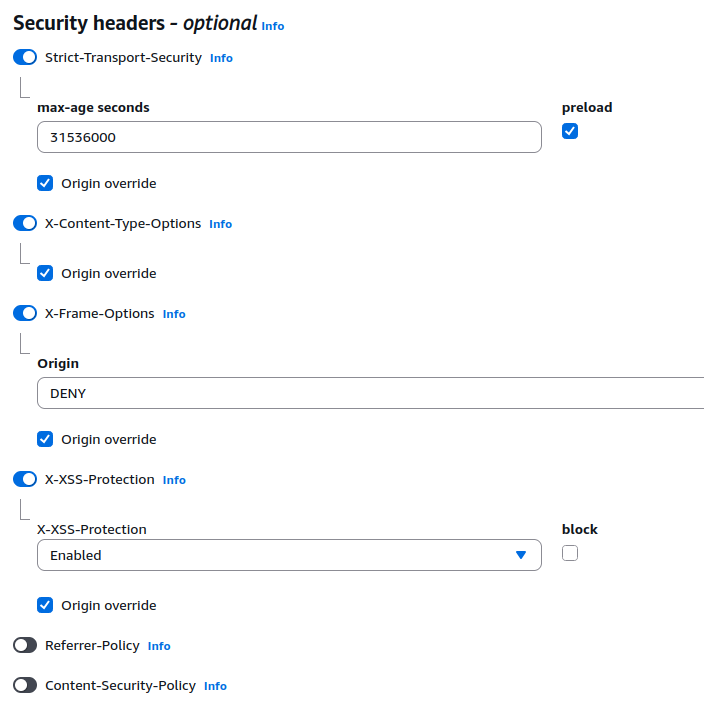 Security headers - optional Info
Strict-Transport-Security Info
max-age seconds preload
31536000
Origin override
X-Content-Type-Options Info
Origin override
X-Frame-Options Info
Origin
DENY
Origin override
X-XSS-Protection Info
X-XSS-Protection block
Enabled
Origin override
Referrer-Policy Info
Content-Security-Policy Info